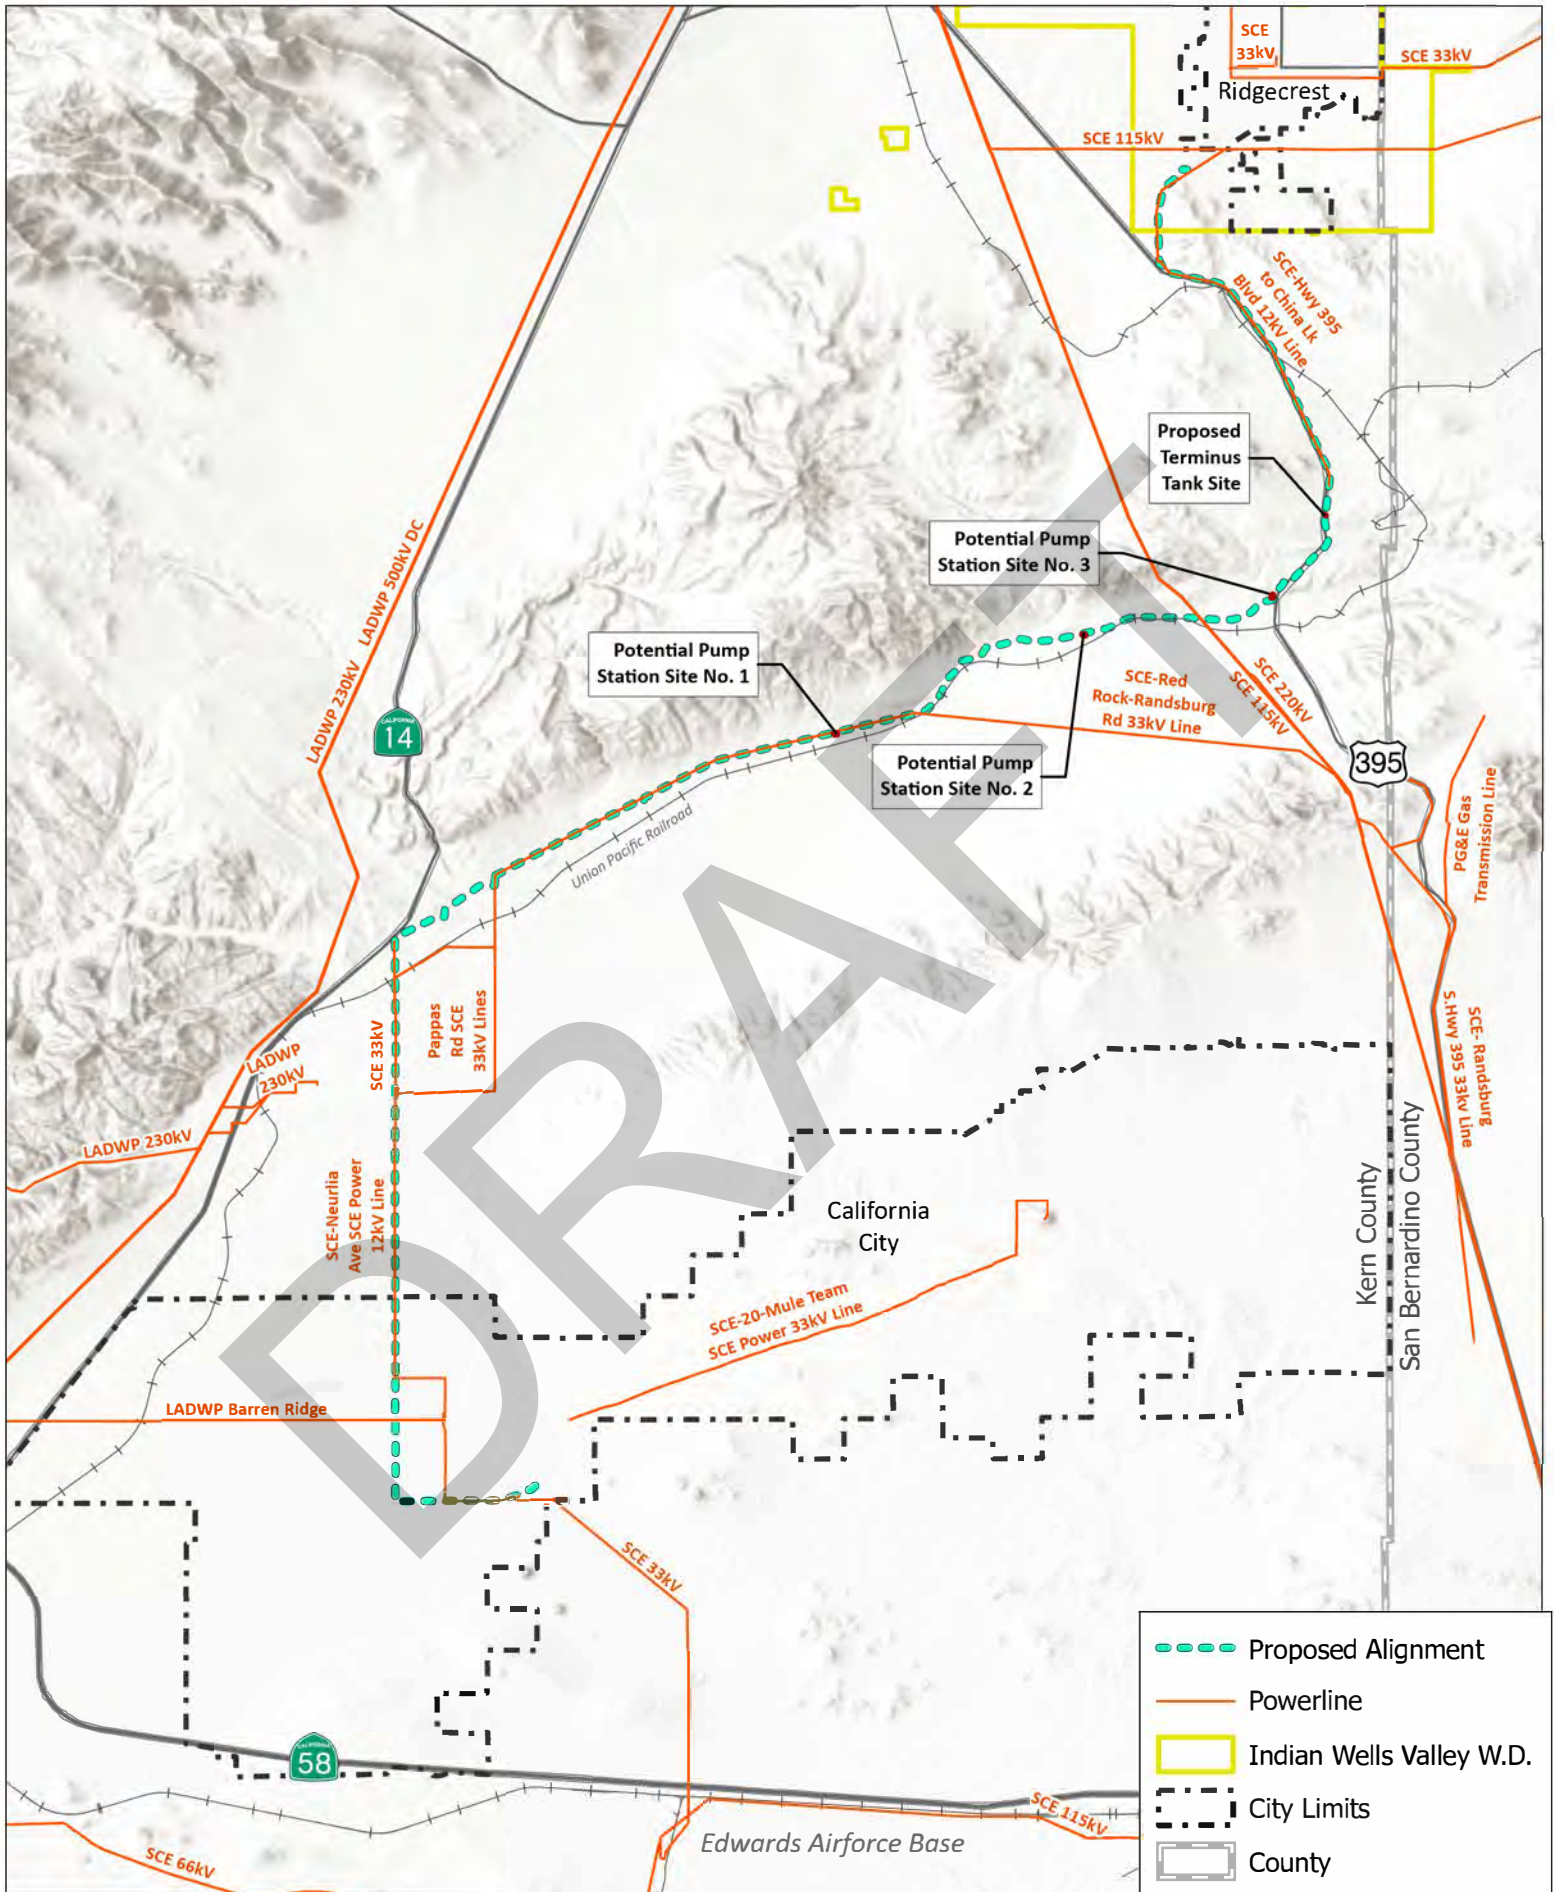 SCE
33kV
SCE 33kV
Ridgecrest
SCE 115kV
SCE-Hwy 395
to China Lk
Blvd 12kV Line
Proposed
Terminus
Tank Site
Potential Pump
Station Site No. 3
LADWP 500kV DC
LADWP 230kV
Potential Pump
Station Site No. 1
SCE-Red
Rock-Randsburg
Rd 33kV Line
SCE 220kV
SCE 115kV
CALIFORNIA
14
395
Potential Pump
Station Site No. 2
PG&E Gas
Transmission Line
Union Pacific Railroad
Pappas
Rd SCE
33kV Lines
SCE 33kV
LADWP
230kV
LADWP 230kV
SCE- Randsburg
S.Hwy 395 33kV Line
SCE-Neurlia
Ave SCE Power
12kV Line
California
City
Kern County
San Bernardino County
SCE-20-Mule Team
SCE Power 33kV Line
LADWP Barren Ridge
SCE 33kV
CALIFORNIA
58
Edwards Airforce Base
SCE 115kV
SCE 66kV
DRAFT
Proposed Alignment
Powerline
Indian Wells Valley W.D.
City Limits
County